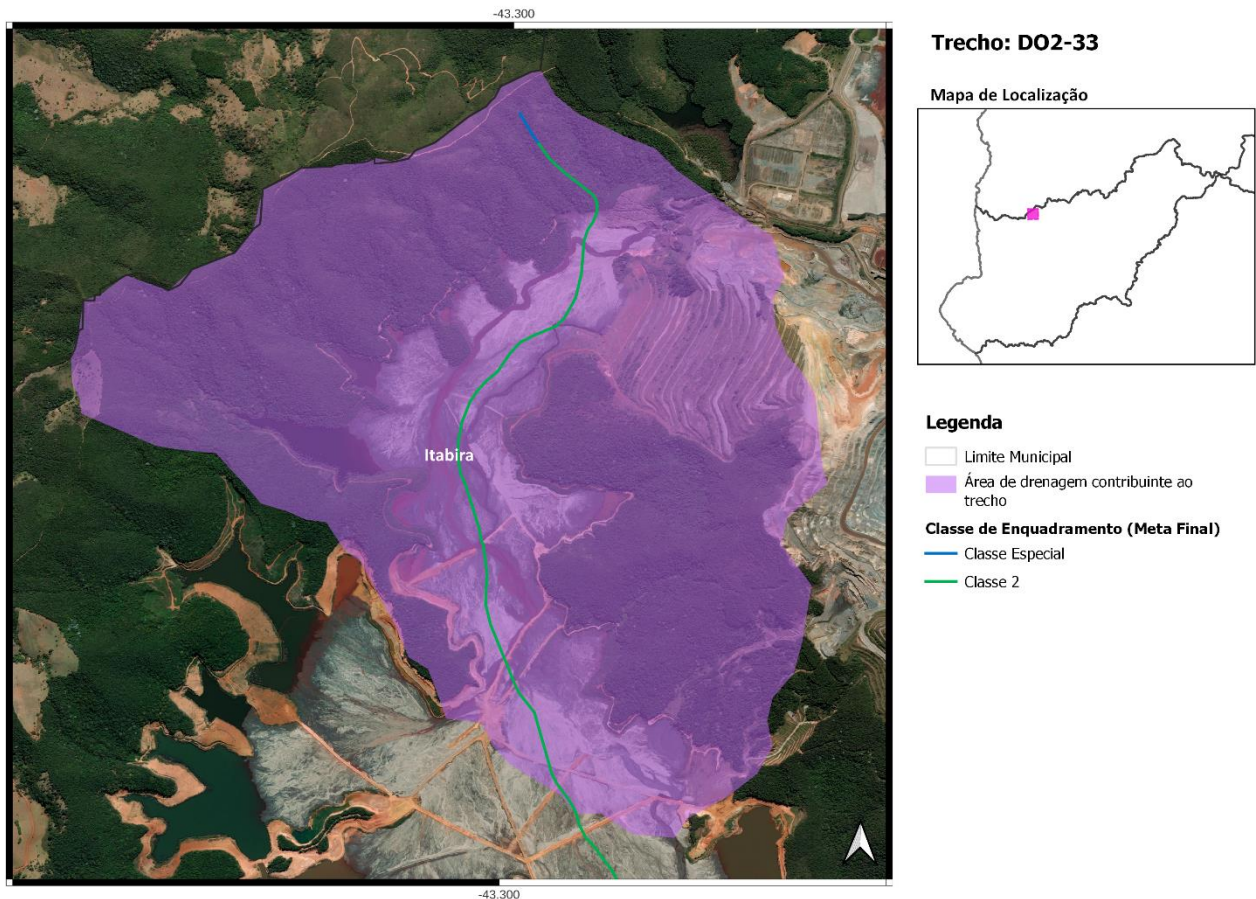 -43.300
Itabira
-43.300
Trecho: DO2-33
Mapa de Localização
Legenda
Limite Municipal
Área de drenagem contribuinte ao
trecho
Classe de Enquadramento (Meta Final)
Classe Especial
Classe 2